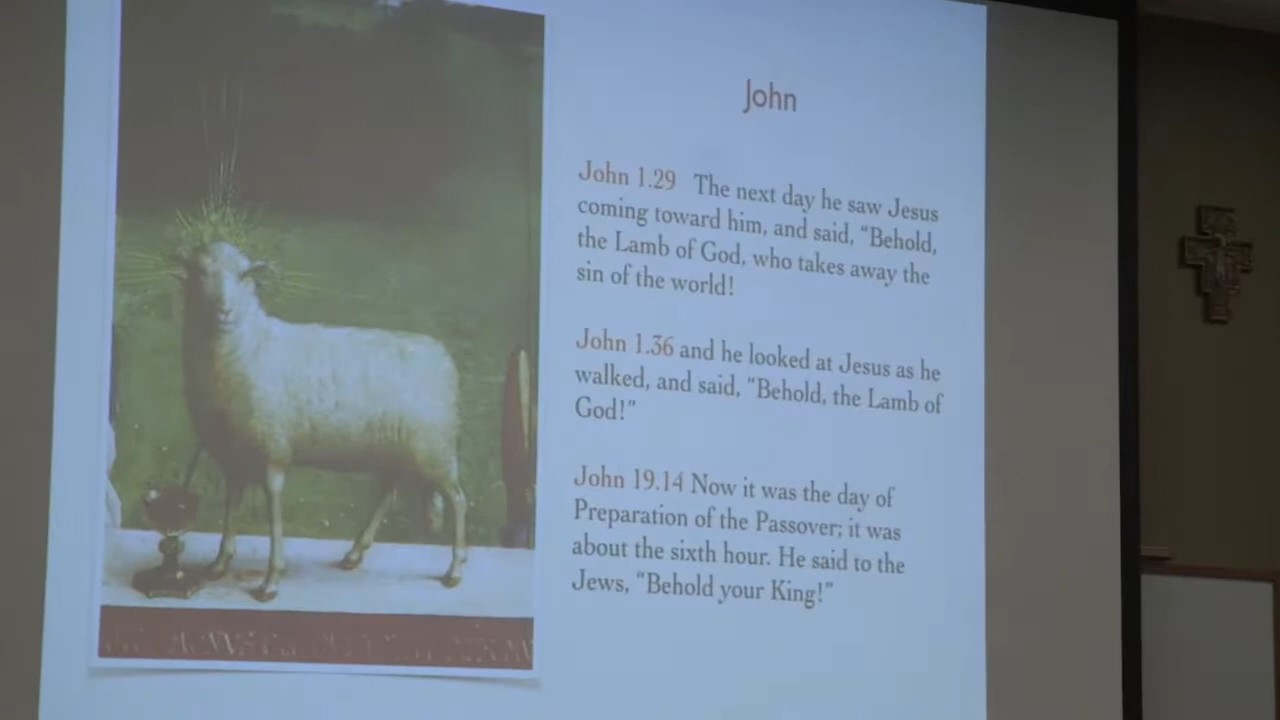 John
John 1.29 The next day he saw Jesus
coming toward him, and said, “Behold,
the Lamb of God, who takes away the
sin of the world!
John 1.36 and he looked at Jesus as he
walked, and said, “Behold, the Lamb of
God!”
John 19.14 Now it was the day of
Preparation of the Passover; it was
about the sixth hour. He said to the
Jews, “Behold your King!”